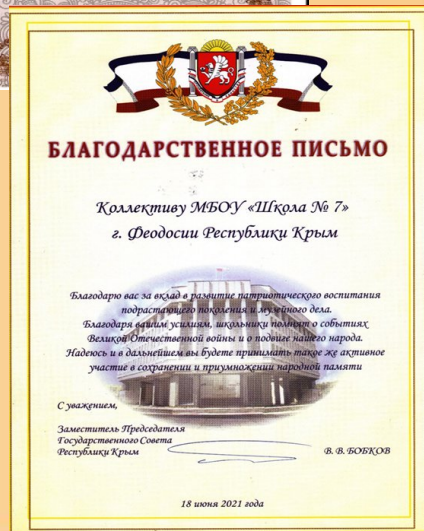 БЛАГОДАРСТВЕННОЕ ПИСЬМО
Коллективу МБОУ «Школа № 7»
г. Феодосии Республики Крым
Благодарю вас за вклад в развитие патриотического воспитания
подрастающего поколения и музейного дела.
Благодаря вашим усилиям, школьники помнят о событиях
Великой Отечественной войны и о подвиге нашего народа.
Надеюсь и в дальнейшем вы будете принимать такое же активное
участие в сохранении и приумножении народной памяти
С уважением,
Заместитель Председателя
Государственного Совета
Республики Крым
В. В. БОБКОВ
18 июня 2021 года